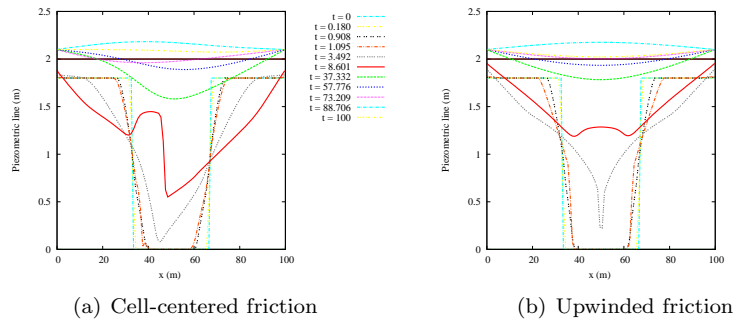 2.5
2
1.5
1
0.5
0
Piezometric line (m)
0 20 40 60 80 100
x (m)
t = 0
t = 0.180
t = 0.908
t = 1.095
t = 3.492
t = 8.601
t = 37.332
t = 57.776
t = 73.209
t = 88.706
t = 100
2.5
2
1.5
1
0.5
0
Piezometric line (m)
0 20 40 60 80 100
x (m)
(a) Cell-centered friction
(b) Upwinded friction